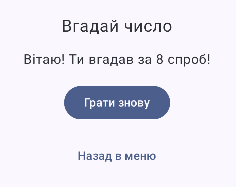 Вгадай число
Вітаю! Ти вгадав за 8 спроб!
Грати знову
Назад в меню